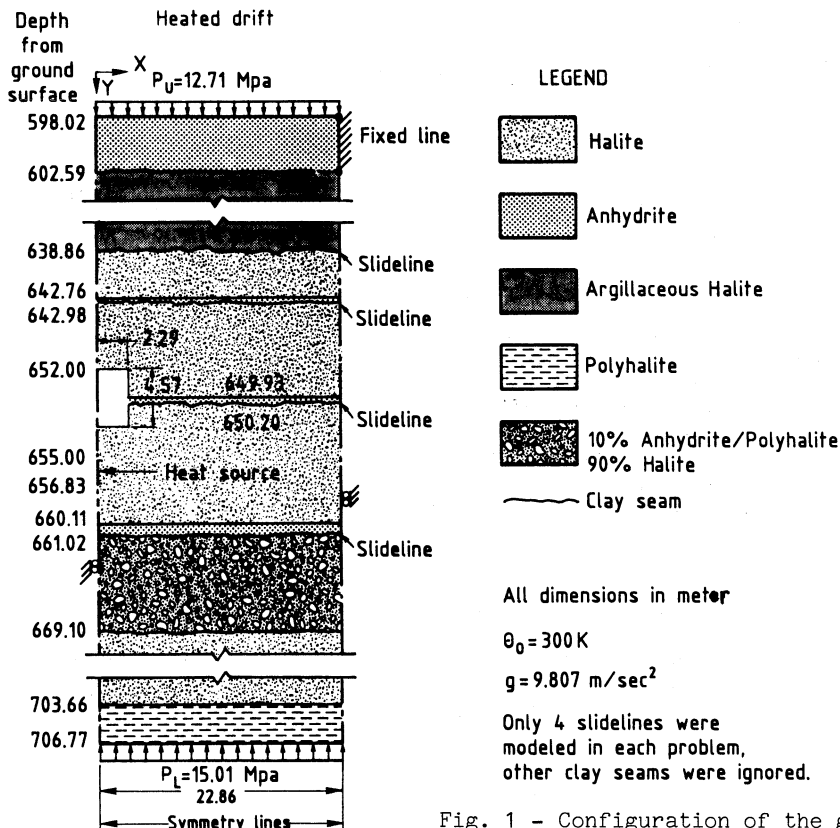 Depth
from
ground
surface
Heated drift
X
Y
P_U=12.71 Mpa
598.02
Fixed line
602.59
638.86
Slideline
642.76
642.98
Slideline
2.29
652.00
4.57
649.93
650.20
Slideline
655.00
Heat source
656.83
660.11
661.02
Slideline
669.10
703.66
706.77
P_L=15.01 Mpa
22.86
Symmetry lines
LEGEND
Halite
Anhydrite
Argillaceous Halite
Polyhalite
10% Anhydrite/Polyhalite
90% Halite
Clay seam
All dimensions in meter
θ₀=300 K
g=9.807 m/sec²
Only 4 slidelines were
modeled in each problem,
other clay seams were ignored.
Fig. 1 - Configuration of the g